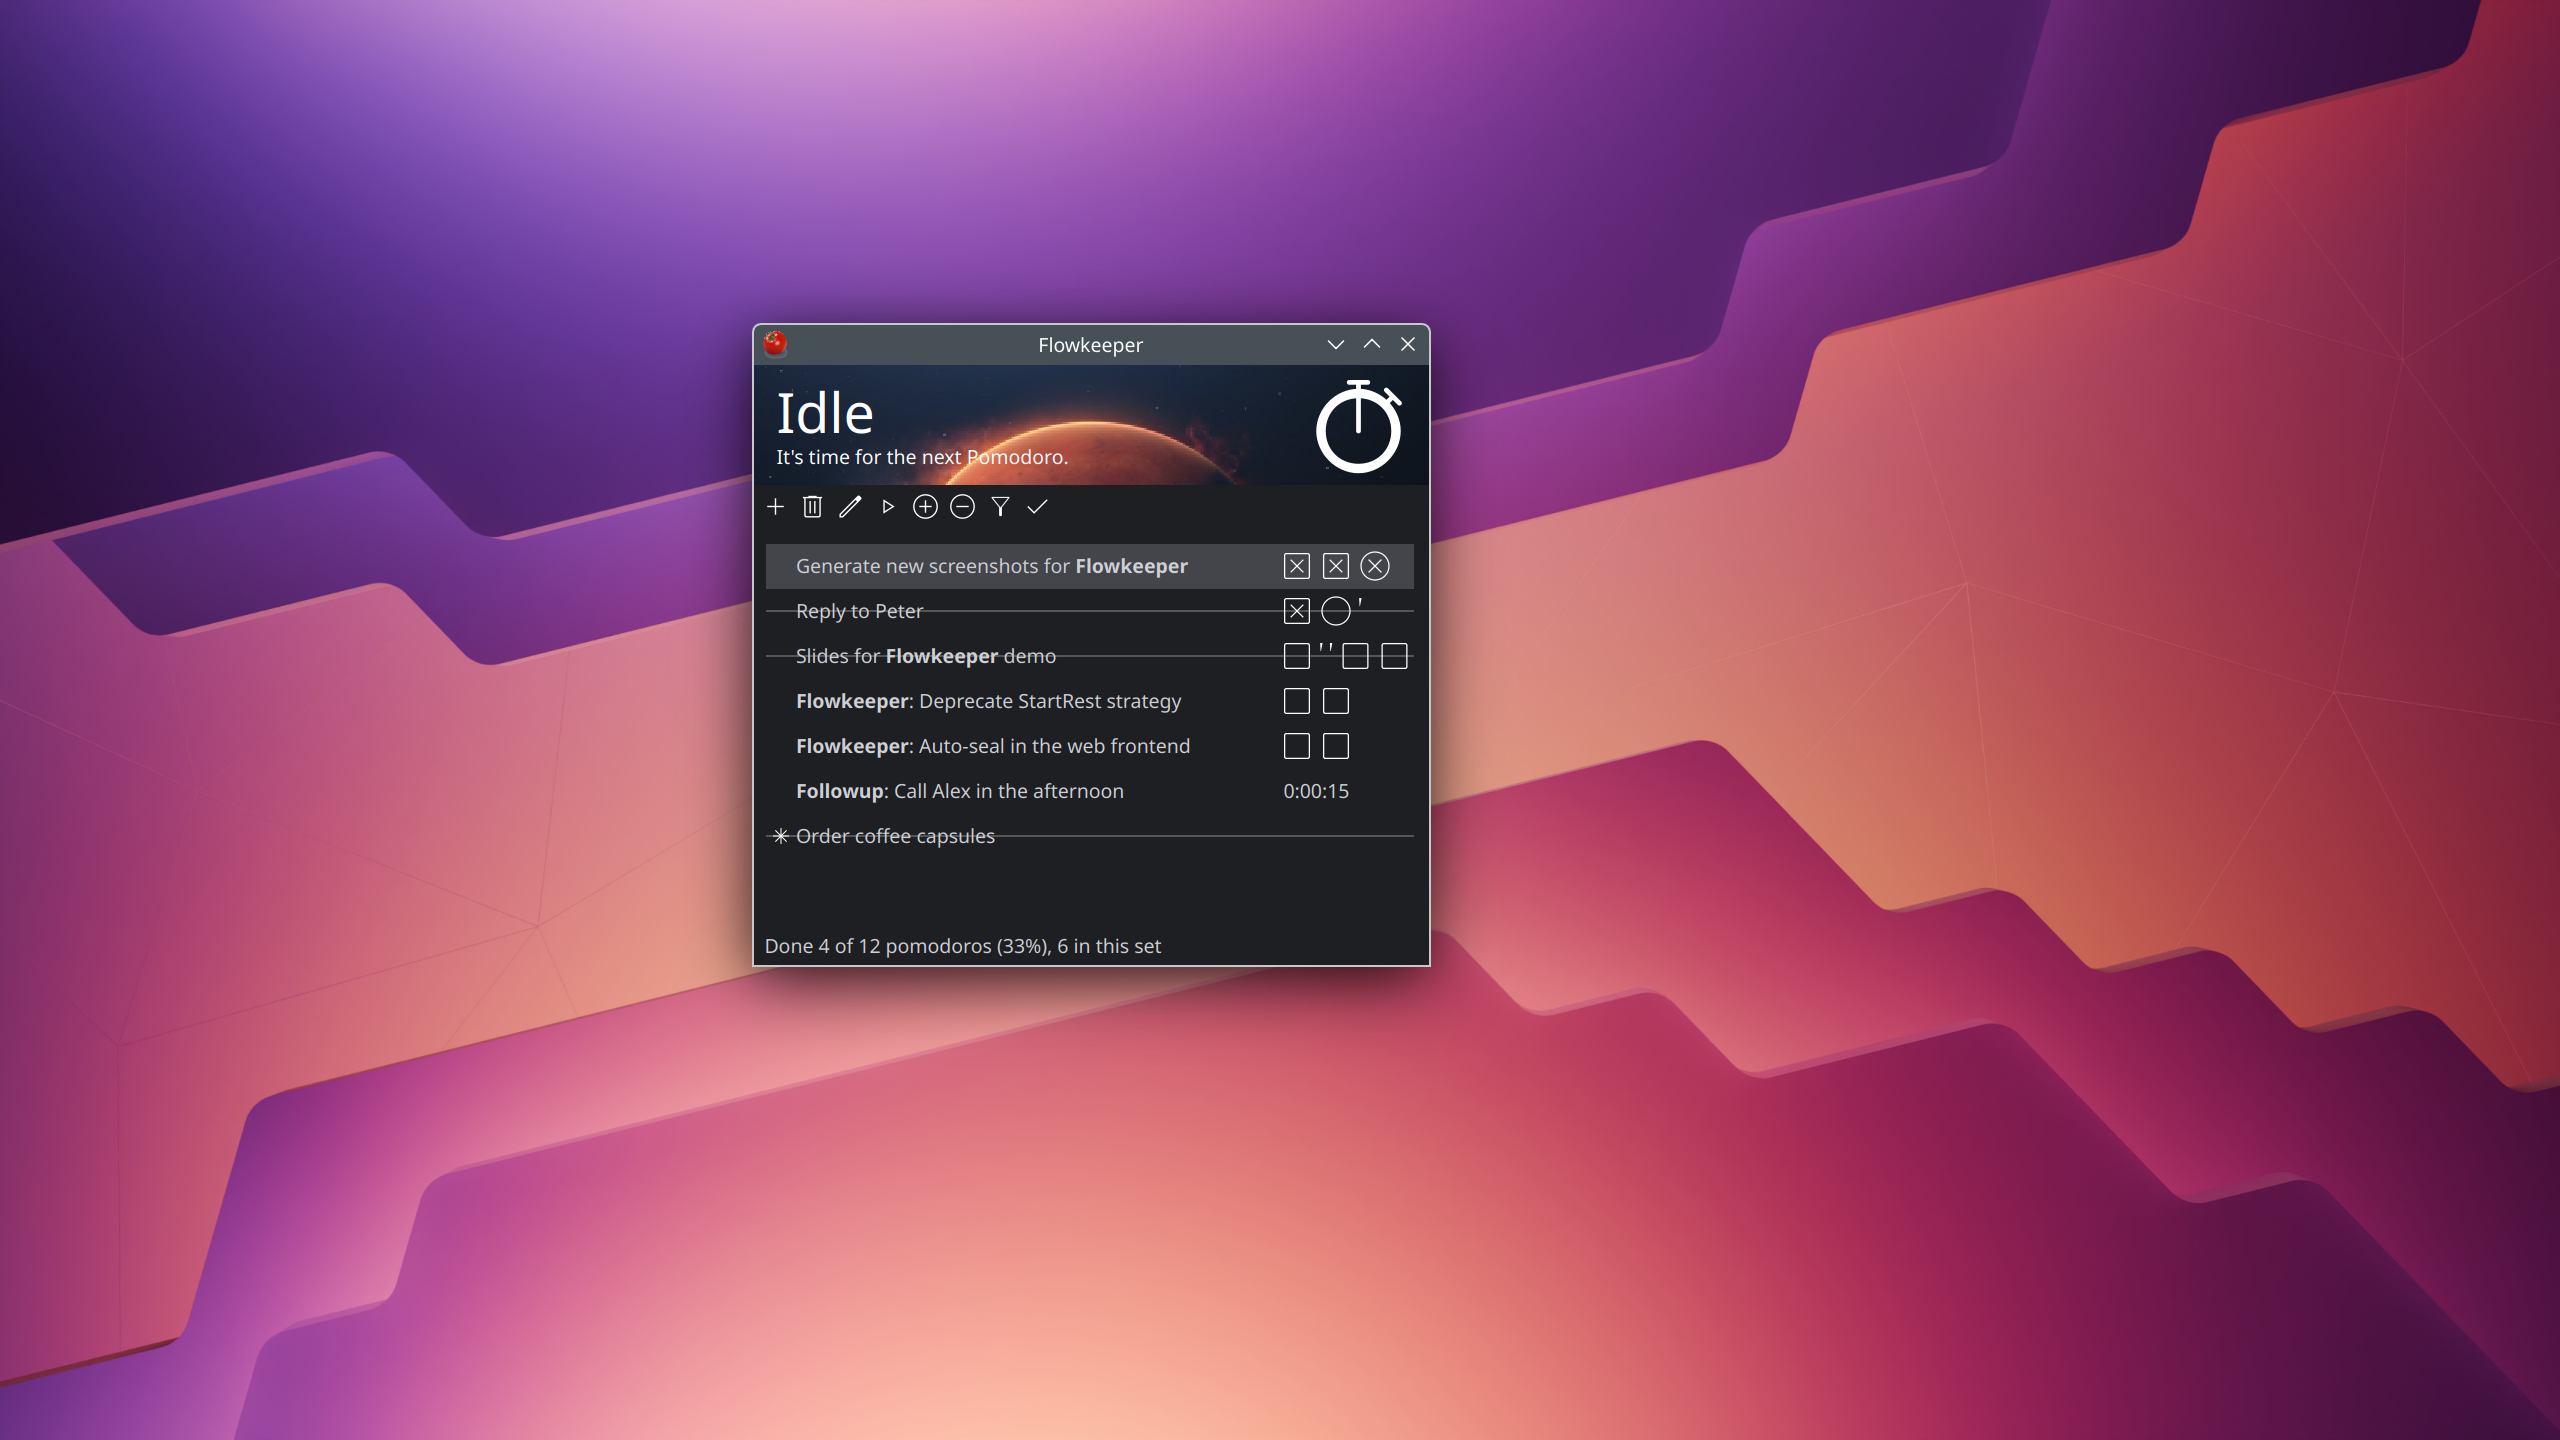 Flowkeeper
Idle
It's time for the next Pomodoro.
Generate new screenshots for Flowkeeper
Reply to Peter
Slides for Flowkeeper demo
Flowkeeper: Deprecate StartRest strategy
Flowkeeper: Auto-seal in the web frontend
Followup: Call Alex in the afternoon 0:00:15
Order coffee capsules
Done 4 of 12 pomodoros (33%), 6 in this set